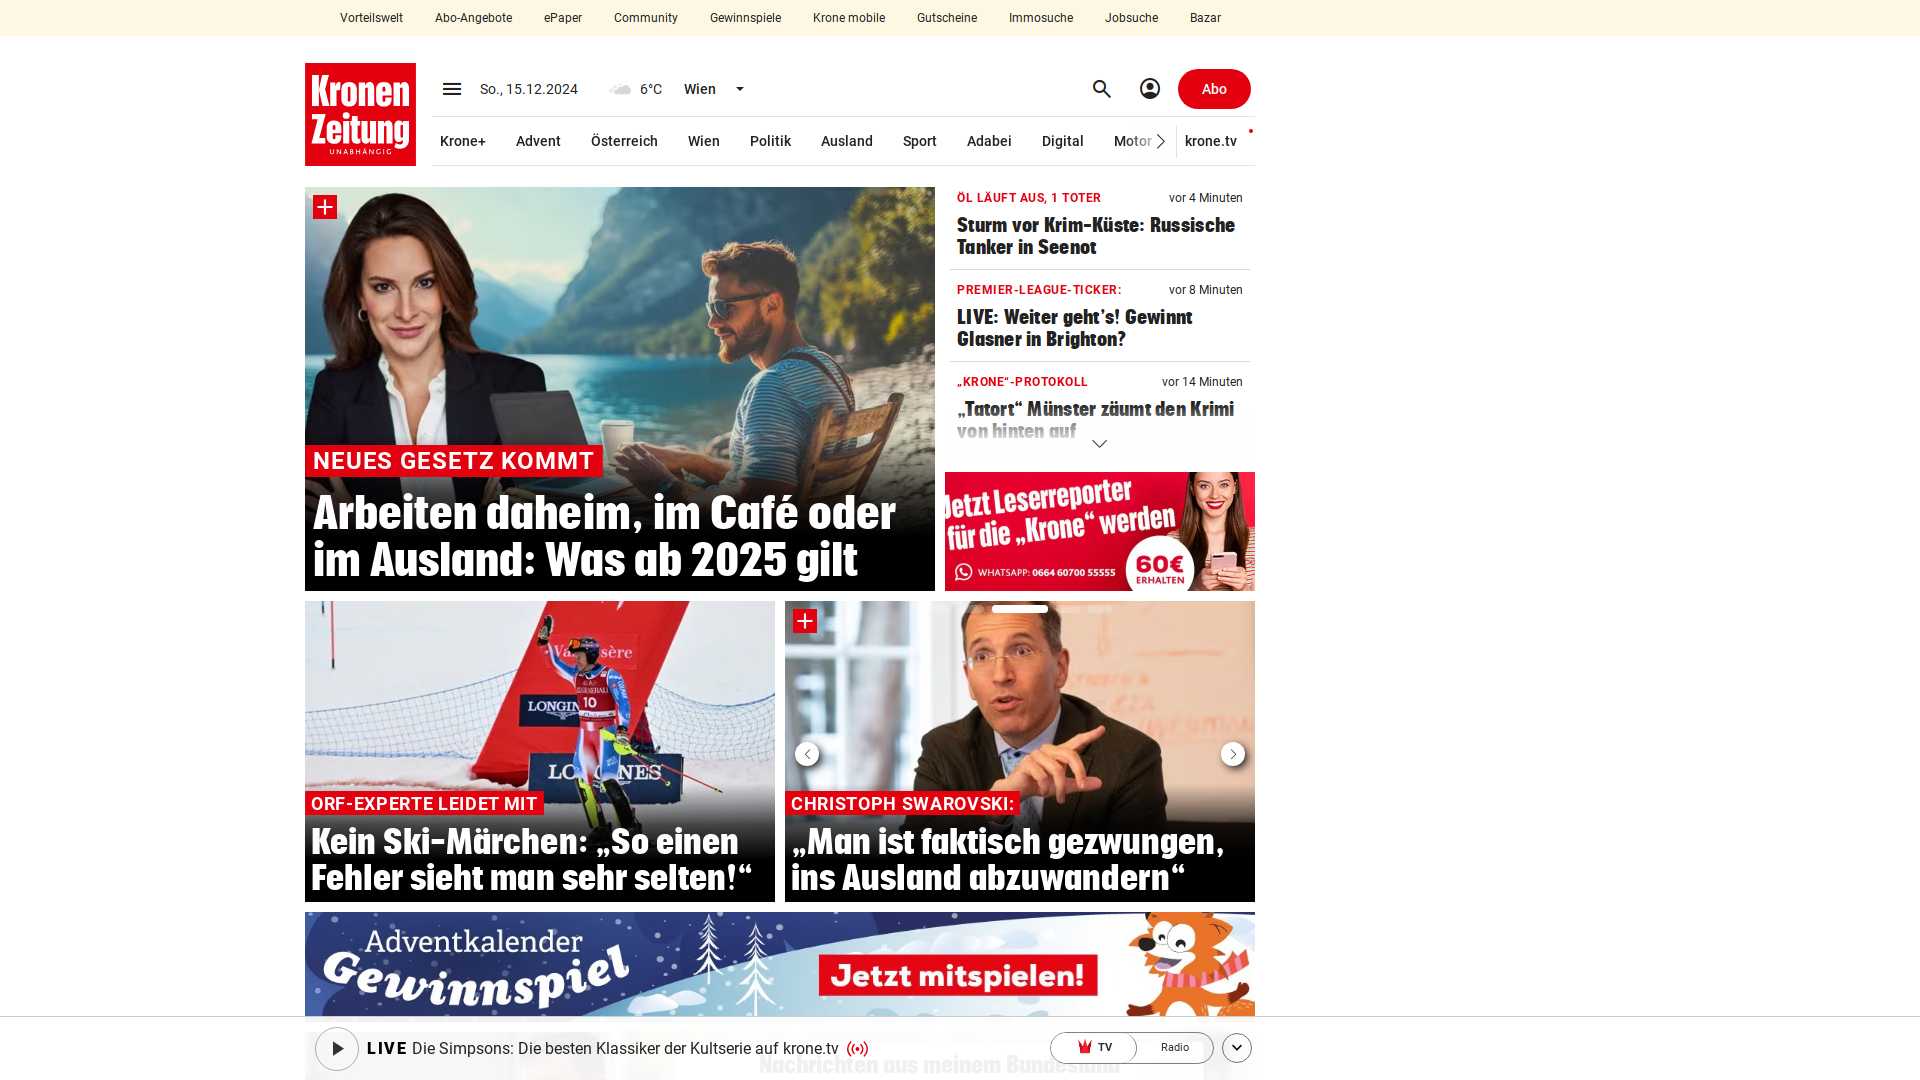 Vorteilswelt Abo-Angebote ePaper Community Gewinnspiele Krone mobile Gutscheine Immosuche Jobsuche Bazar
Kronen
Zeitung
UNABHÄNGIG
So., 15.12.2024 6°C Wien
Abo
Krone+ Advent Österreich Wien Politik Ausland Sport Adabei Digital Motor krone.tv
NEUES GESETZ KOMMT
Arbeiten daheim, im Café oder
im Ausland: Was ab 2025 gilt
ÖL LÄUFT AUS, 1 TOTER vor 4 Minuten
Sturm vor Krim-Küste: Russische
Tanker in Seenot
PREMIER-LEAGUE-TICKER: vor 8 Minuten
LIVE: Weiter geht’s! Gewinnt
Glasner in Brighton?
„KRONE“-PROTOKOLL vor 14 Minuten
„Tatort“ Münster zäumt den Krimi
von hinten auf
Jetzt Leserreporter
für die „Krone“ werden
WHATSAPP: 0664 60700 55555
60€
ERHALTEN
LONGINES
10
ORF-EXPERTE LEIDET MIT
Kein Ski-Märchen: „So einen
Fehler sieht man sehr selten!“
CHRISTOPH SWAROVSKI:
„Man ist faktisch gezwungen,
ins Ausland abzuwandern“
Adventkalender
Gewinnspiel
Jetzt mitspielen!
LIVE Die Simpsons: Die besten Klassiker der Kultserie auf krone.tv
TV Radio
Nachrichten aus meinem Bundesland